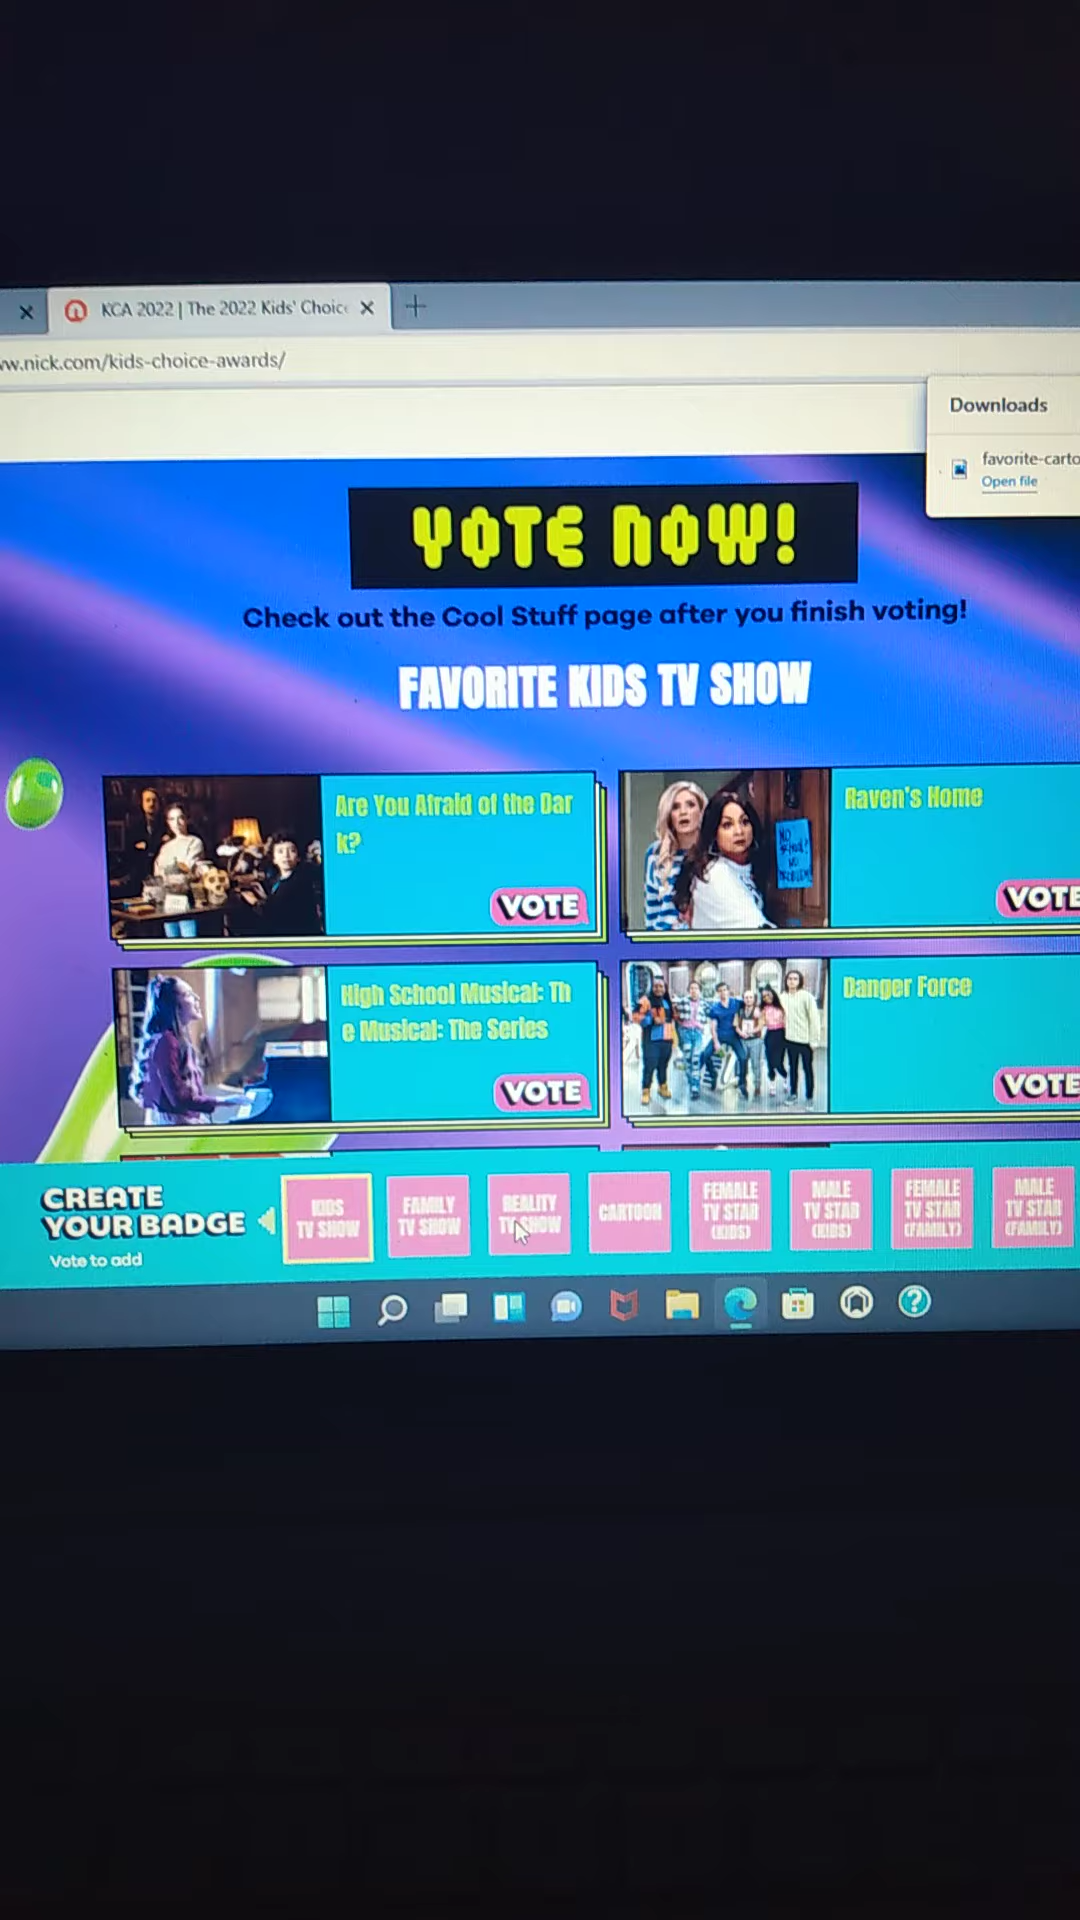 KCA 2022 | The 2022 Kids' Choic
w.nick.com/kids-choice-awards/
Downloads
favorite-carto
Open file
VOTE NOW!
Check out the Cool Stuff page after you finish voting!
FAVORITE KIDS TV SHOW
Are You Afraid of the Dar
k?
VOTE
Raven's Home
NO
SCHOOL?
NO
PROBLEM!
VOTE
High School Musical: Th
e Musical: The Series
VOTE
Danger Force
VOTE
CREATE
YOUR BADGE
Vote to add
KIDS
TV SHOW
FAMILY
TV SHOW
REALITY
TV SHOW
CARTOON
FEMALE
TV STAR
(KIDS)
MALE
TV STAR
(KIDS)
FEMALE
TV STAR
(FAMILY)
MALE
TV STAR
(FAMILY)